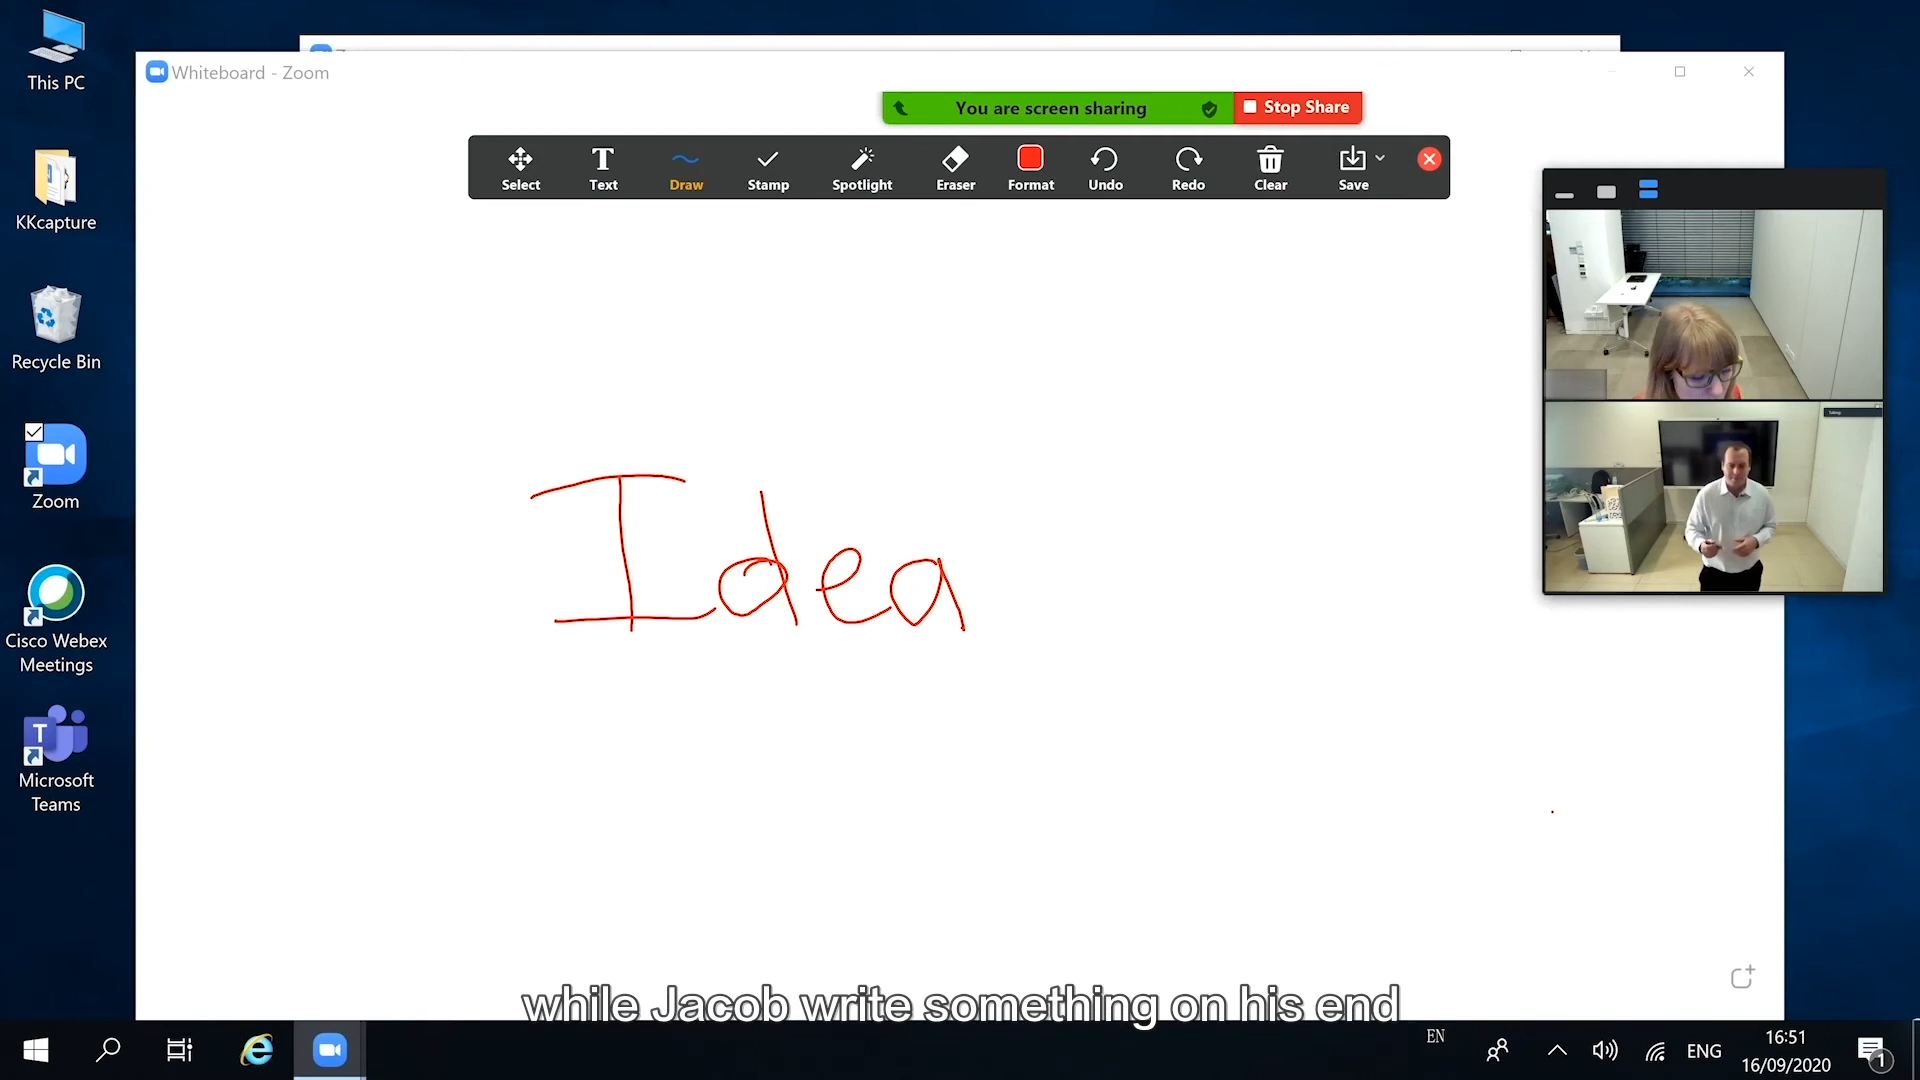 This PC
KKcapture
Recycle Bin
Zoom
Cisco Webex
Meetings
T
Microsoft
Teams
Whiteboard - Zoom
You are screen sharing
Stop Share
Select
T
Text
Draw
Stamp
Spotlight
Eraser
Format
Undo
Redo
Clear
Save
Idea
while Jacob write something on his end
EN
ENG
16:51
16/09/2020
1